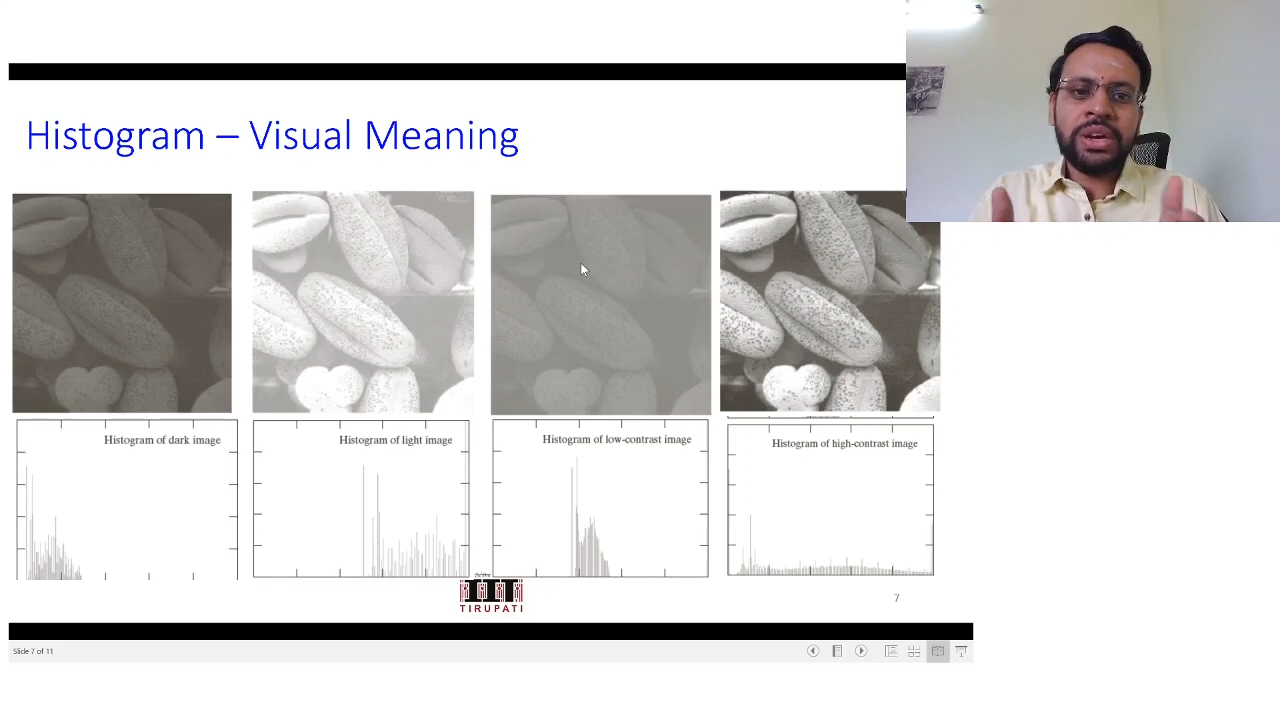 Histogram – Visual Meaning
Histogram of dark image
Histogram of light image
Histogram of low-contrast image
Histogram of high-contrast image
TIRUPATI
7
Slide 7 of 11